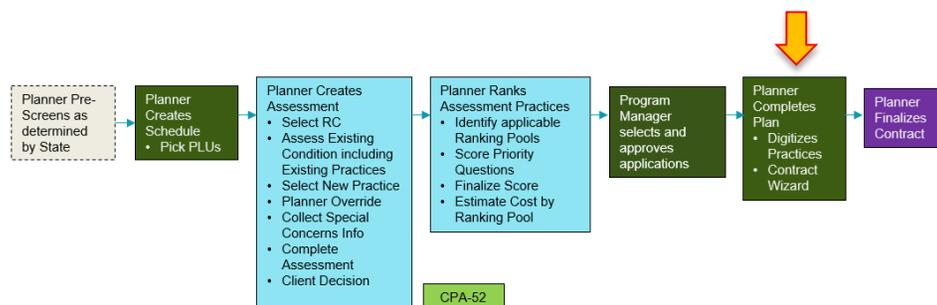 Planner Pre-
Screens as
determined
by State
Planner
Creates
Schedule
• Pick PLUs
Planner Creates
Assessment
• Select RC
• Assess Existing
Condition including
Existing Practices
• Select New Practice
• Planner Override
• Collect Special
Concerns Info
• Complete
Assessment
• Client Decision
Planner Ranks
Assessment Practices
• Identify applicable
Ranking Pools
• Score Priority
Questions
• Finalize Score
• Estimate Cost by
Ranking Pool
CPA-52
Program
Manager
selects and
approves
applications
Planner
Completes
Plan
• Digitizes
Practices
• Contract
Wizard
Planner
Finalizes
Contract